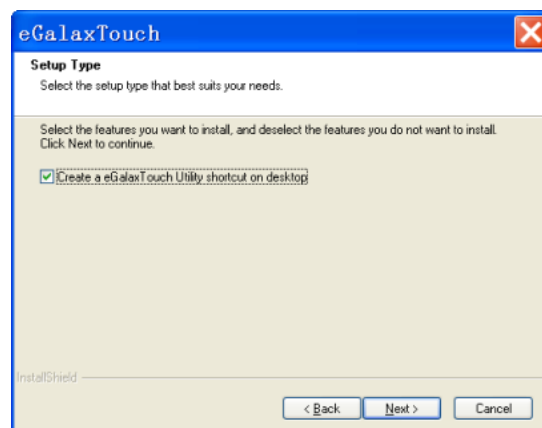 eGalaxTouch
Setup Type
Select the setup type that best suits your needs.
Select the features you want to install, and deselect the features you do not want to install.
Click Next to continue.
Create a eGalaxTouch Utility shortcut on desktop
InstallShield
< Back
Next >
Cancel